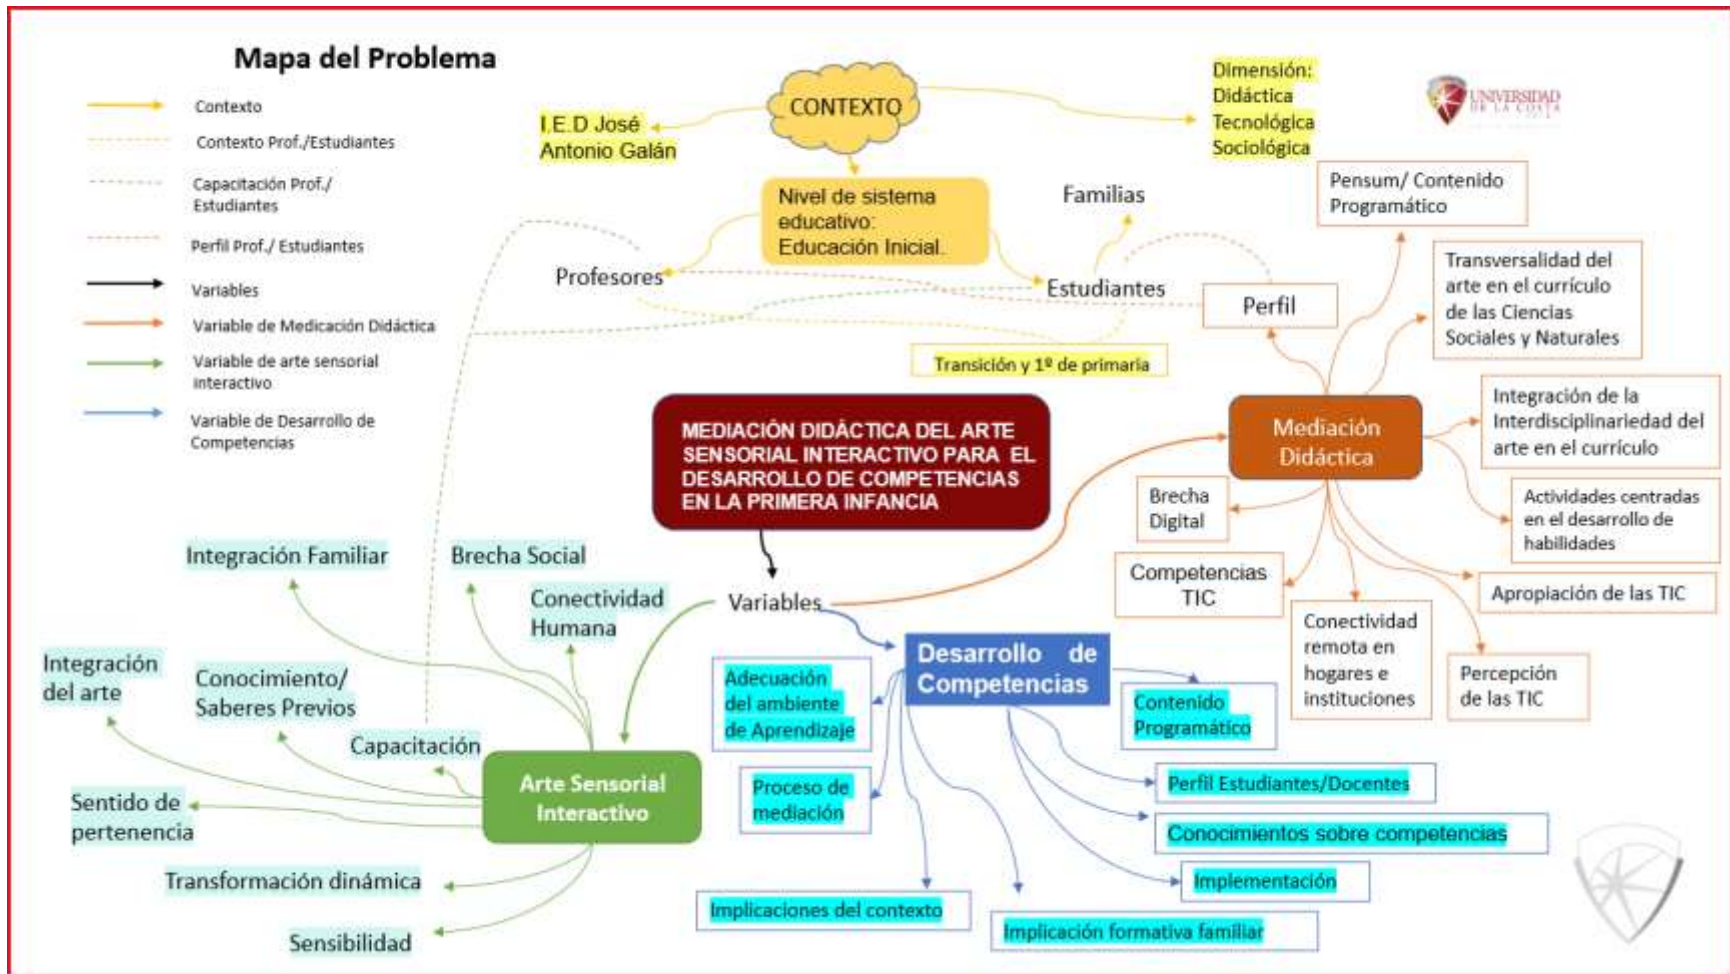 Mapa del Problema
Contexto
Contexto Prof./Estudiantes
Capacitación Prof./
Estudiantes
Perfil Prof./ Estudiantes
Variables
Variable de Medicación Didáctica
Variable de arte sensorial
interactivo
Variable de Desarrollo de
Competencias
CONTEXTO
I.E.D José
Antonio Galán
Dimensión:
Didáctica
Tecnológica
Sociológica
UNIVERSIDAD
DE LA COSTA
Nivel de sistema
educativo:
Educación Inicial.
Familias
Profesores
Estudiantes
Perfil
Transición y 1º de primaria
Pensum/ Contenido
Programático
Transversalidad del
arte en el currículo
de las Ciencias
Sociales y Naturales
MEDIACIÓN DIDÁCTICA DEL ARTE
SENSORIAL INTERACTIVO PARA EL
DESARROLLO DE COMPETENCIAS
EN LA PRIMERA INFANCIA
Mediación
Didáctica
Integración de la
Interdisciplinariedad del
arte en el currículo
Actividades centradas
en el desarrollo de
habilidades
Apropiación de las TIC
Percepción
de las TIC
Conectividad
remota en
hogares e
instituciones
Competencias
TIC
Brecha
Digital
Variables
Integración Familiar
Brecha Social
Conectividad
Humana
Integración
del arte
Conocimiento/
Saberes Previos
Capacitación
Sentido de
pertenencia
Arte Sensorial
Interactivo
Transformación dinámica
Sensibilidad
Desarrollo de
Competencias
Adecuación
del ambiente
de Aprendizaje
Proceso de
mediación
Implicaciones del contexto
Implicación formativa familiar
Contenido
Programático
Perfil Estudiantes/Docentes
Conocimientos sobre competencias
Implementación